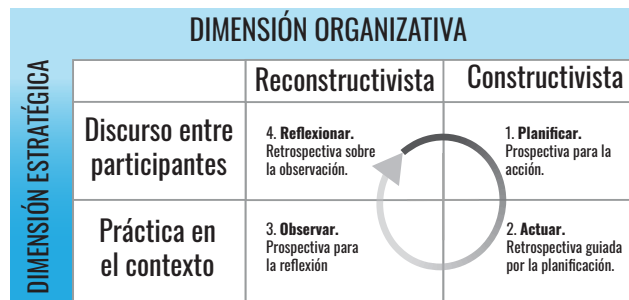 DIMENSIÓN ORGANIZATIVA
DIMENSIÓN ESTRATÉGICA
Reconstructivista
Constructivista
Discurso entre
participantes
4. Reflexionar.
Retrospectiva sobre
la observación.
1. Planificar.
Prospectiva para la
acción.
Práctica en
el contexto
3. Observar.
Prospectiva para
la reflexión
2. Actuar.
Retrospectiva guiada
por la planificación.